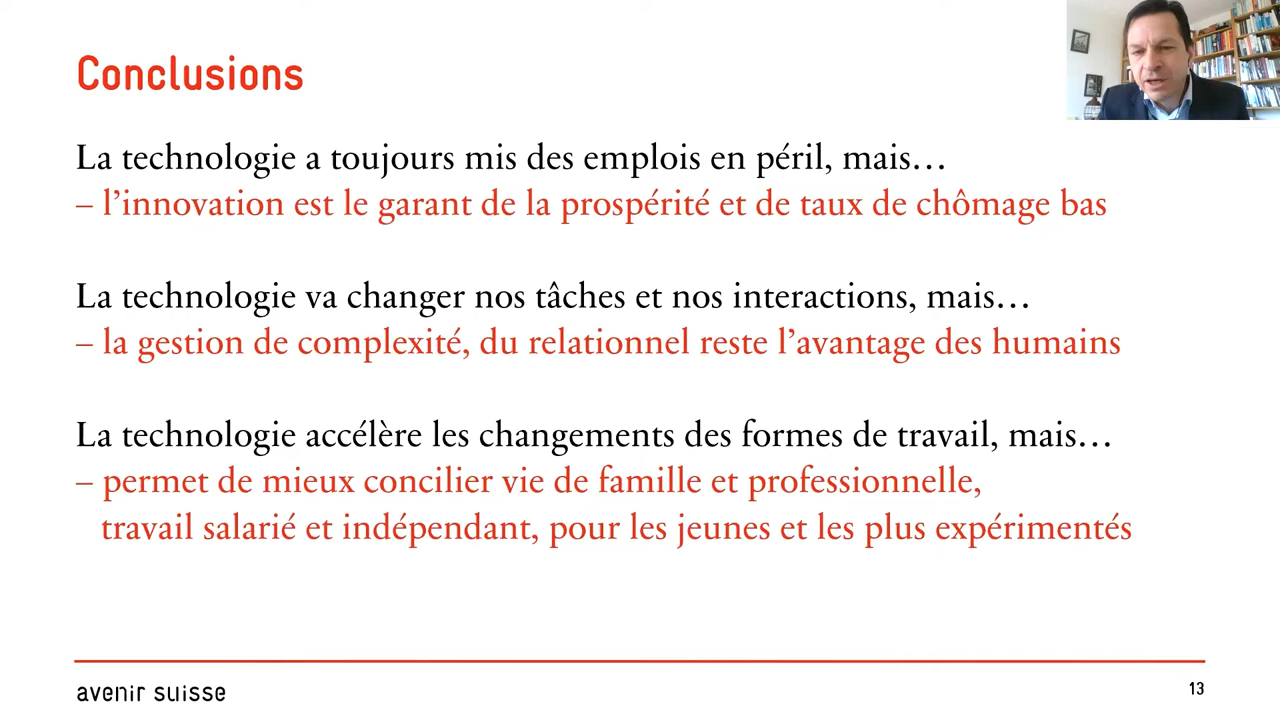 Conclusions
La technologie a toujours mis des emplois en péril, mais…
– l’innovation est le garant de la prospérité et de taux de chômage bas
La technologie va changer nos tâches et nos interactions, mais…
– la gestion de complexité, du relationnel reste l’avantage des humains
La technologie accélère les changements des formes de travail, mais…
– permet de mieux concilier vie de famille et professionnelle,
travail salarié et indépendant, pour les jeunes et les plus expérimentés
avenir suisse
13